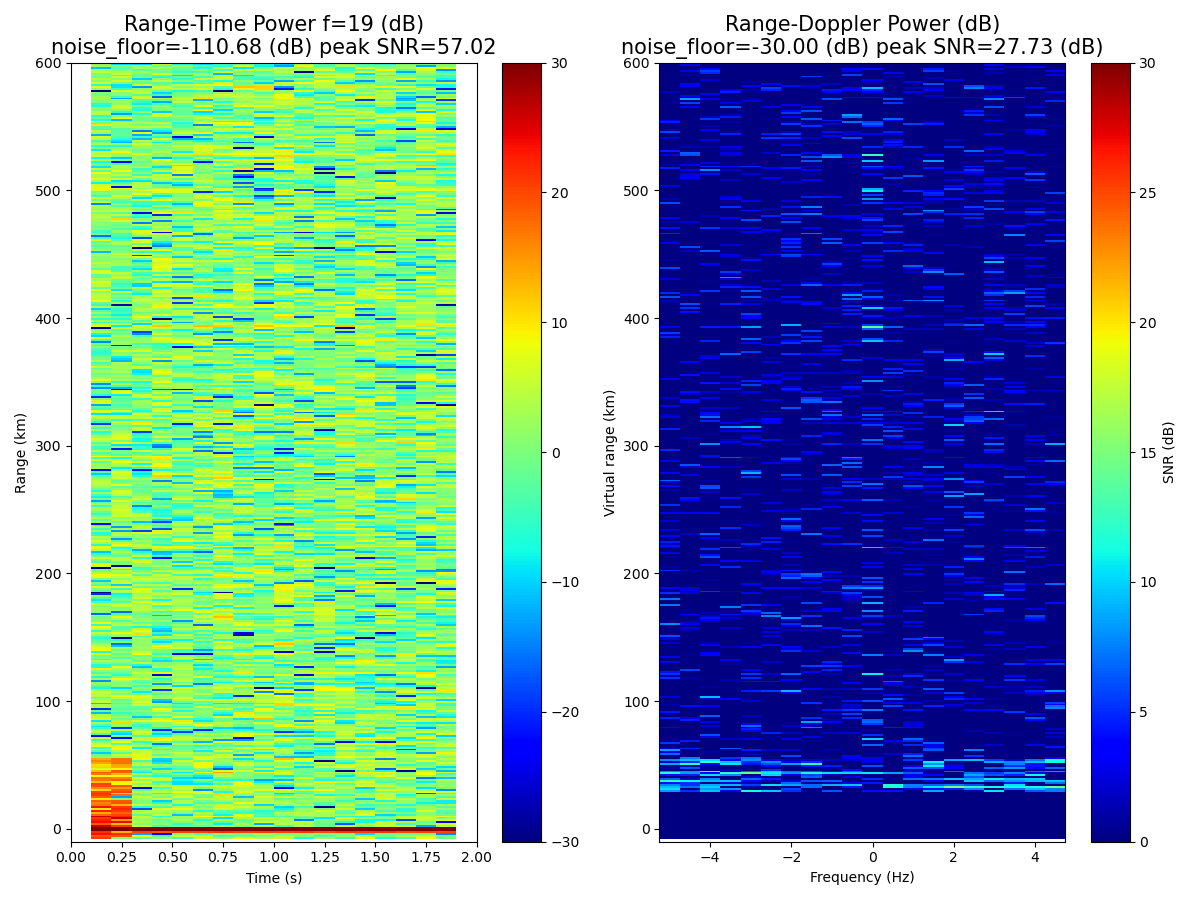 Range-Time Power f=19 (dB)
noise_floor=-110.68 (dB) peak SNR=57.02
Range (km)
600
500
400
300
200
100
0
0.00 0.25 0.50 0.75 1.00 1.25 1.50 1.75 2.00
Time (s)
30
20
10
0
−10
−20
−30
Range-Doppler Power (dB)
noise_floor=-30.00 (dB) peak SNR=27.73 (dB)
Virtual range (km)
600
500
400
300
200
100
0
−4 −2 0 2 4
Frequency (Hz)
30
25
20
15
10
5
0
SNR (dB)